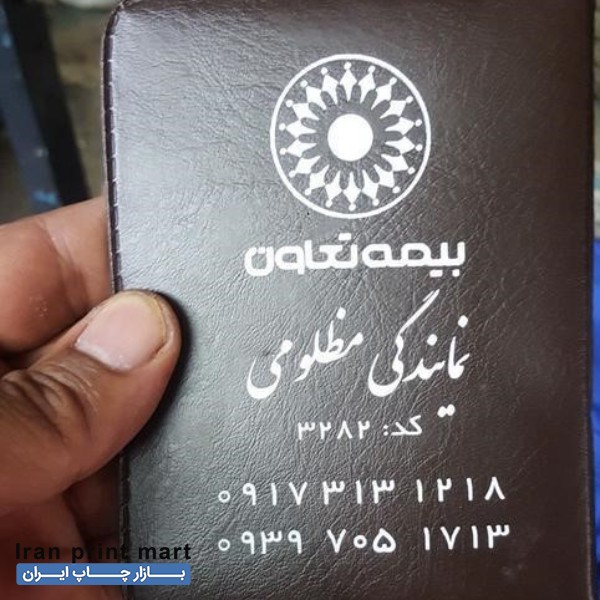 بیمه تعاون
نمایندگی مظلومی
کد: ۳۲۸۲
۰۹۱۷ ۳۱۳ ۱۲۱۸
۰۹۳۹ ۷۰۵ ۱۷۱۳
Iran print mart
بازار چاپ ایران